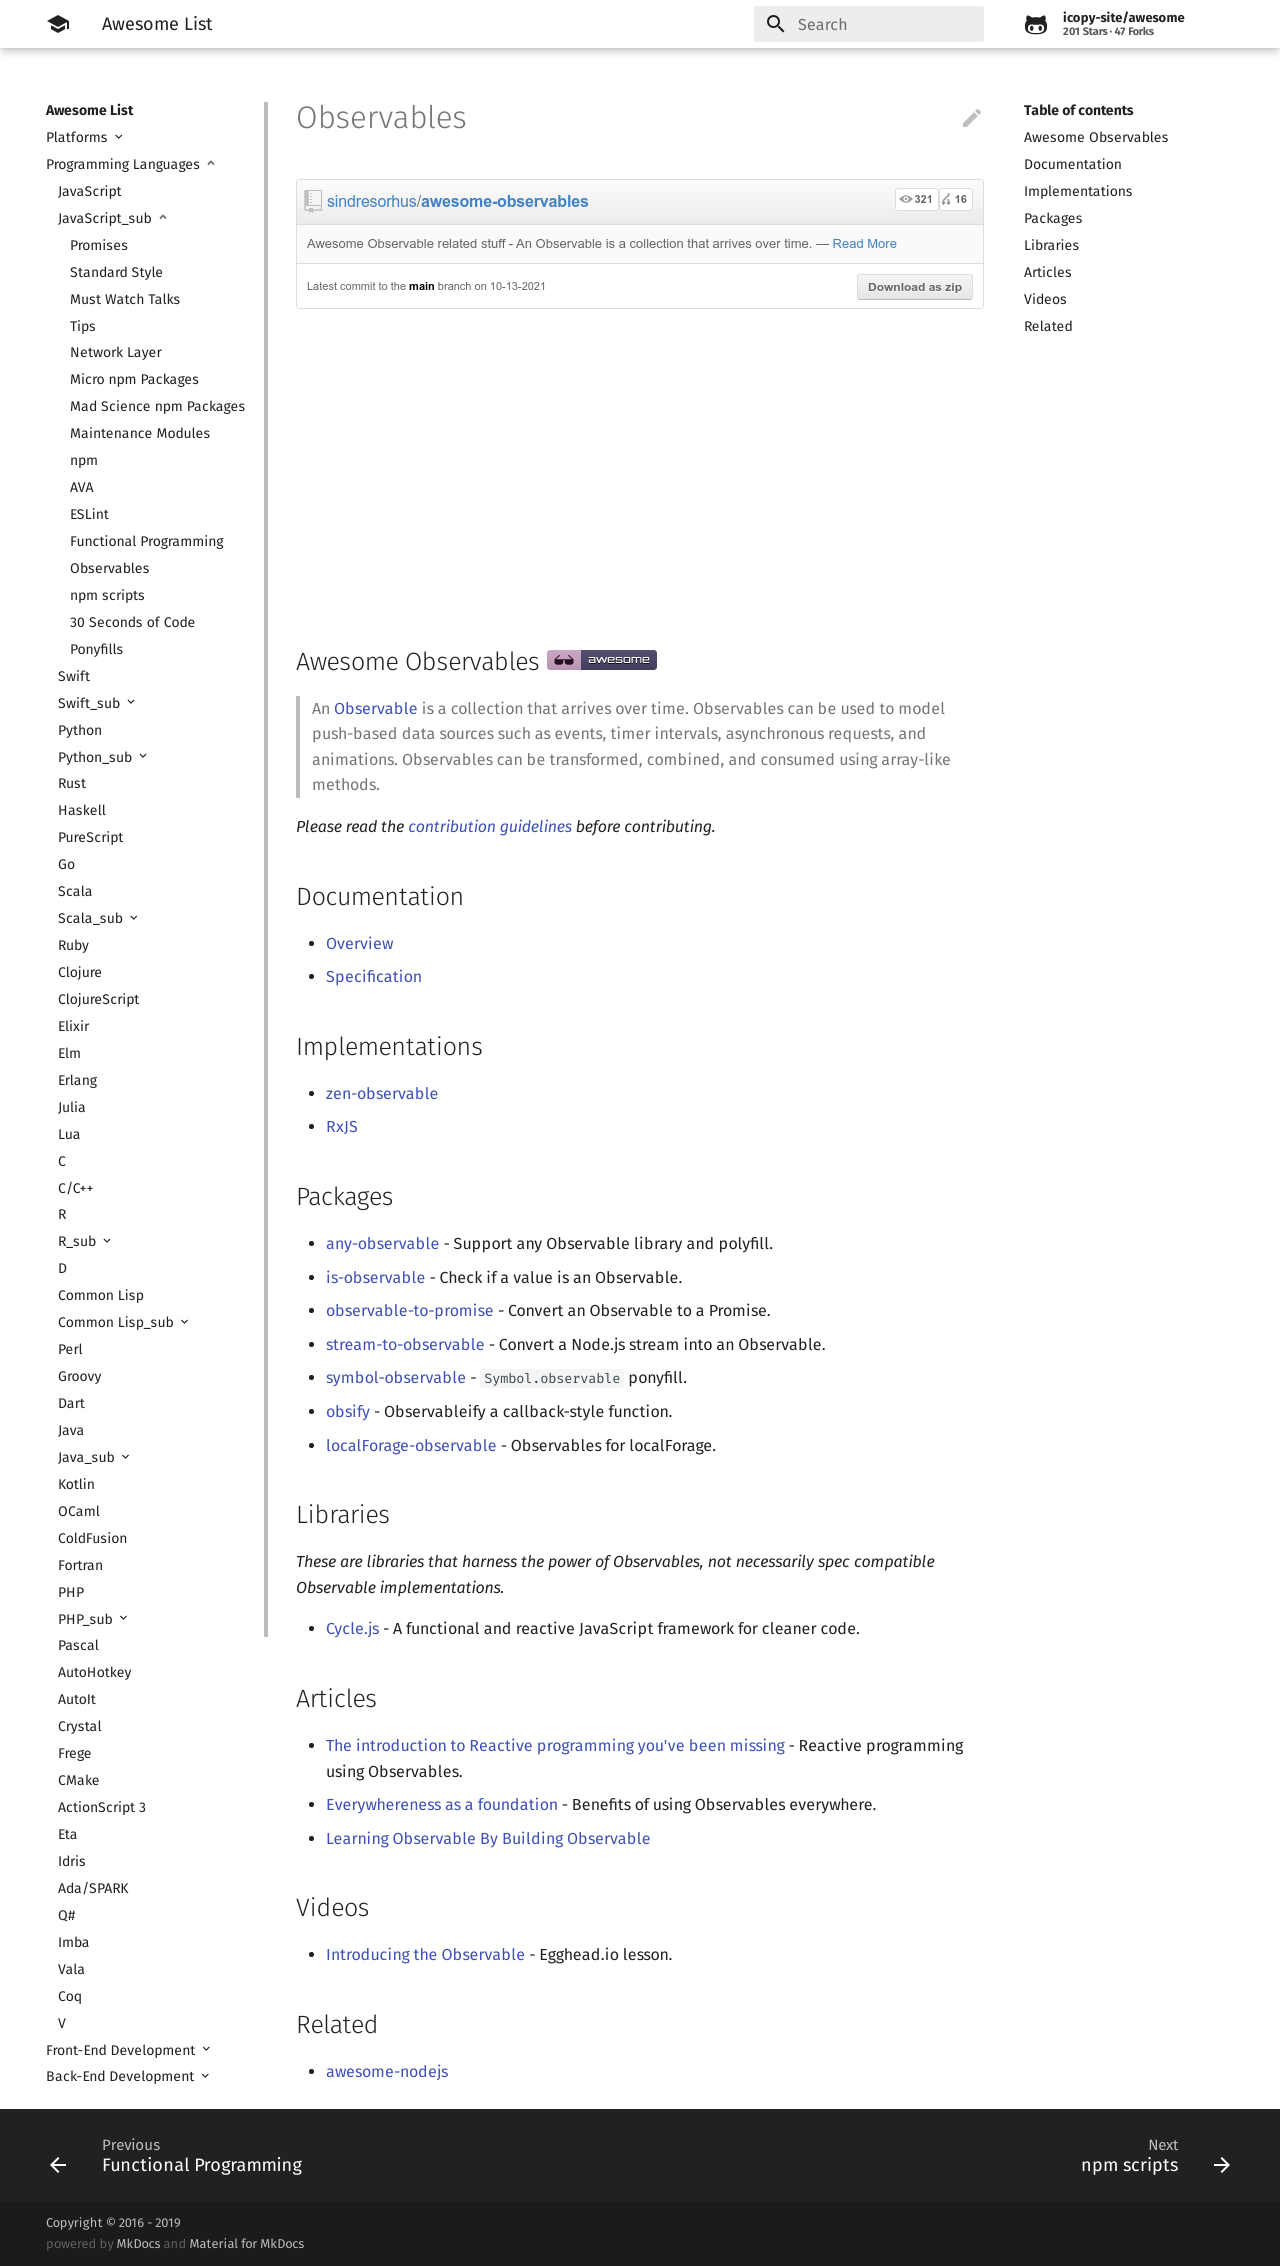 Awesome List
Search
icopy-site/awesome
201 Stars · 47 Forks
Awesome List
Platforms
Programming Languages
JavaScript
JavaScript_sub
Promises
Standard Style
Must Watch Talks
Tips
Network Layer
Micro npm Packages
Mad Science npm Packages
Maintenance Modules
npm
AVA
ESLint
Functional Programming
Observables
npm scripts
30 Seconds of Code
Ponyfills
Swift
Swift_sub
Python
Python_sub
Rust
Haskell
PureScript
Go
Scala
Scala_sub
Ruby
Clojure
ClojureScript
Elixir
Elm
Erlang
Julia
Lua
C
C/C++
R
R_sub
D
Common Lisp
Common Lisp_sub
Perl
Groovy
Dart
Java
Java_sub
Kotlin
OCaml
ColdFusion
Fortran
PHP
PHP_sub
Pascal
AutoHotkey
AutoIt
Crystal
Frege
CMake
ActionScript 3
Eta
Idris
Ada/SPARK
Q#
Imba
Vala
Coq
V
Front-End Development
Back-End Development
Observables
sindresorhus/awesome-observables
321
16
Awesome Observable related stuff - An Observable is a collection that arrives over time. — Read More
Latest commit to the main branch on 10-13-2021
Download as zip
Awesome Observables awesome
An Observable is a collection that arrives over time. Observables can be used to model
push-based data sources such as events, timer intervals, asynchronous requests, and
animations. Observables can be transformed, combined, and consumed using array-like
methods.
Please read the contribution guidelines before contributing.
Documentation
• Overview
• Specification
Implementations
• zen-observable
• RxJS
Packages
• any-observable - Support any Observable library and polyfill.
• is-observable - Check if a value is an Observable.
• observable-to-promise - Convert an Observable to a Promise.
• stream-to-observable - Convert a Node.js stream into an Observable.
• symbol-observable - Symbol.observable ponyfill.
• obsify - Observableify a callback-style function.
• localForage-observable - Observables for localForage.
Libraries
These are libraries that harness the power of Observables, not necessarily spec compatible
Observable implementations.
• Cycle.js - A functional and reactive JavaScript framework for cleaner code.
Articles
• The introduction to Reactive programming you've been missing - Reactive programming
using Observables.
• Everywhereness as a foundation - Benefits of using Observables everywhere.
• Learning Observable By Building Observable
Videos
• Introducing the Observable - Egghead.io lesson.
Related
• awesome-nodejs
Table of contents
Awesome Observables
Documentation
Implementations
Packages
Libraries
Articles
Videos
Related
Previous
Functional Programming
Next
npm scripts
Copyright © 2016 - 2019
powered by MkDocs and Material for MkDocs